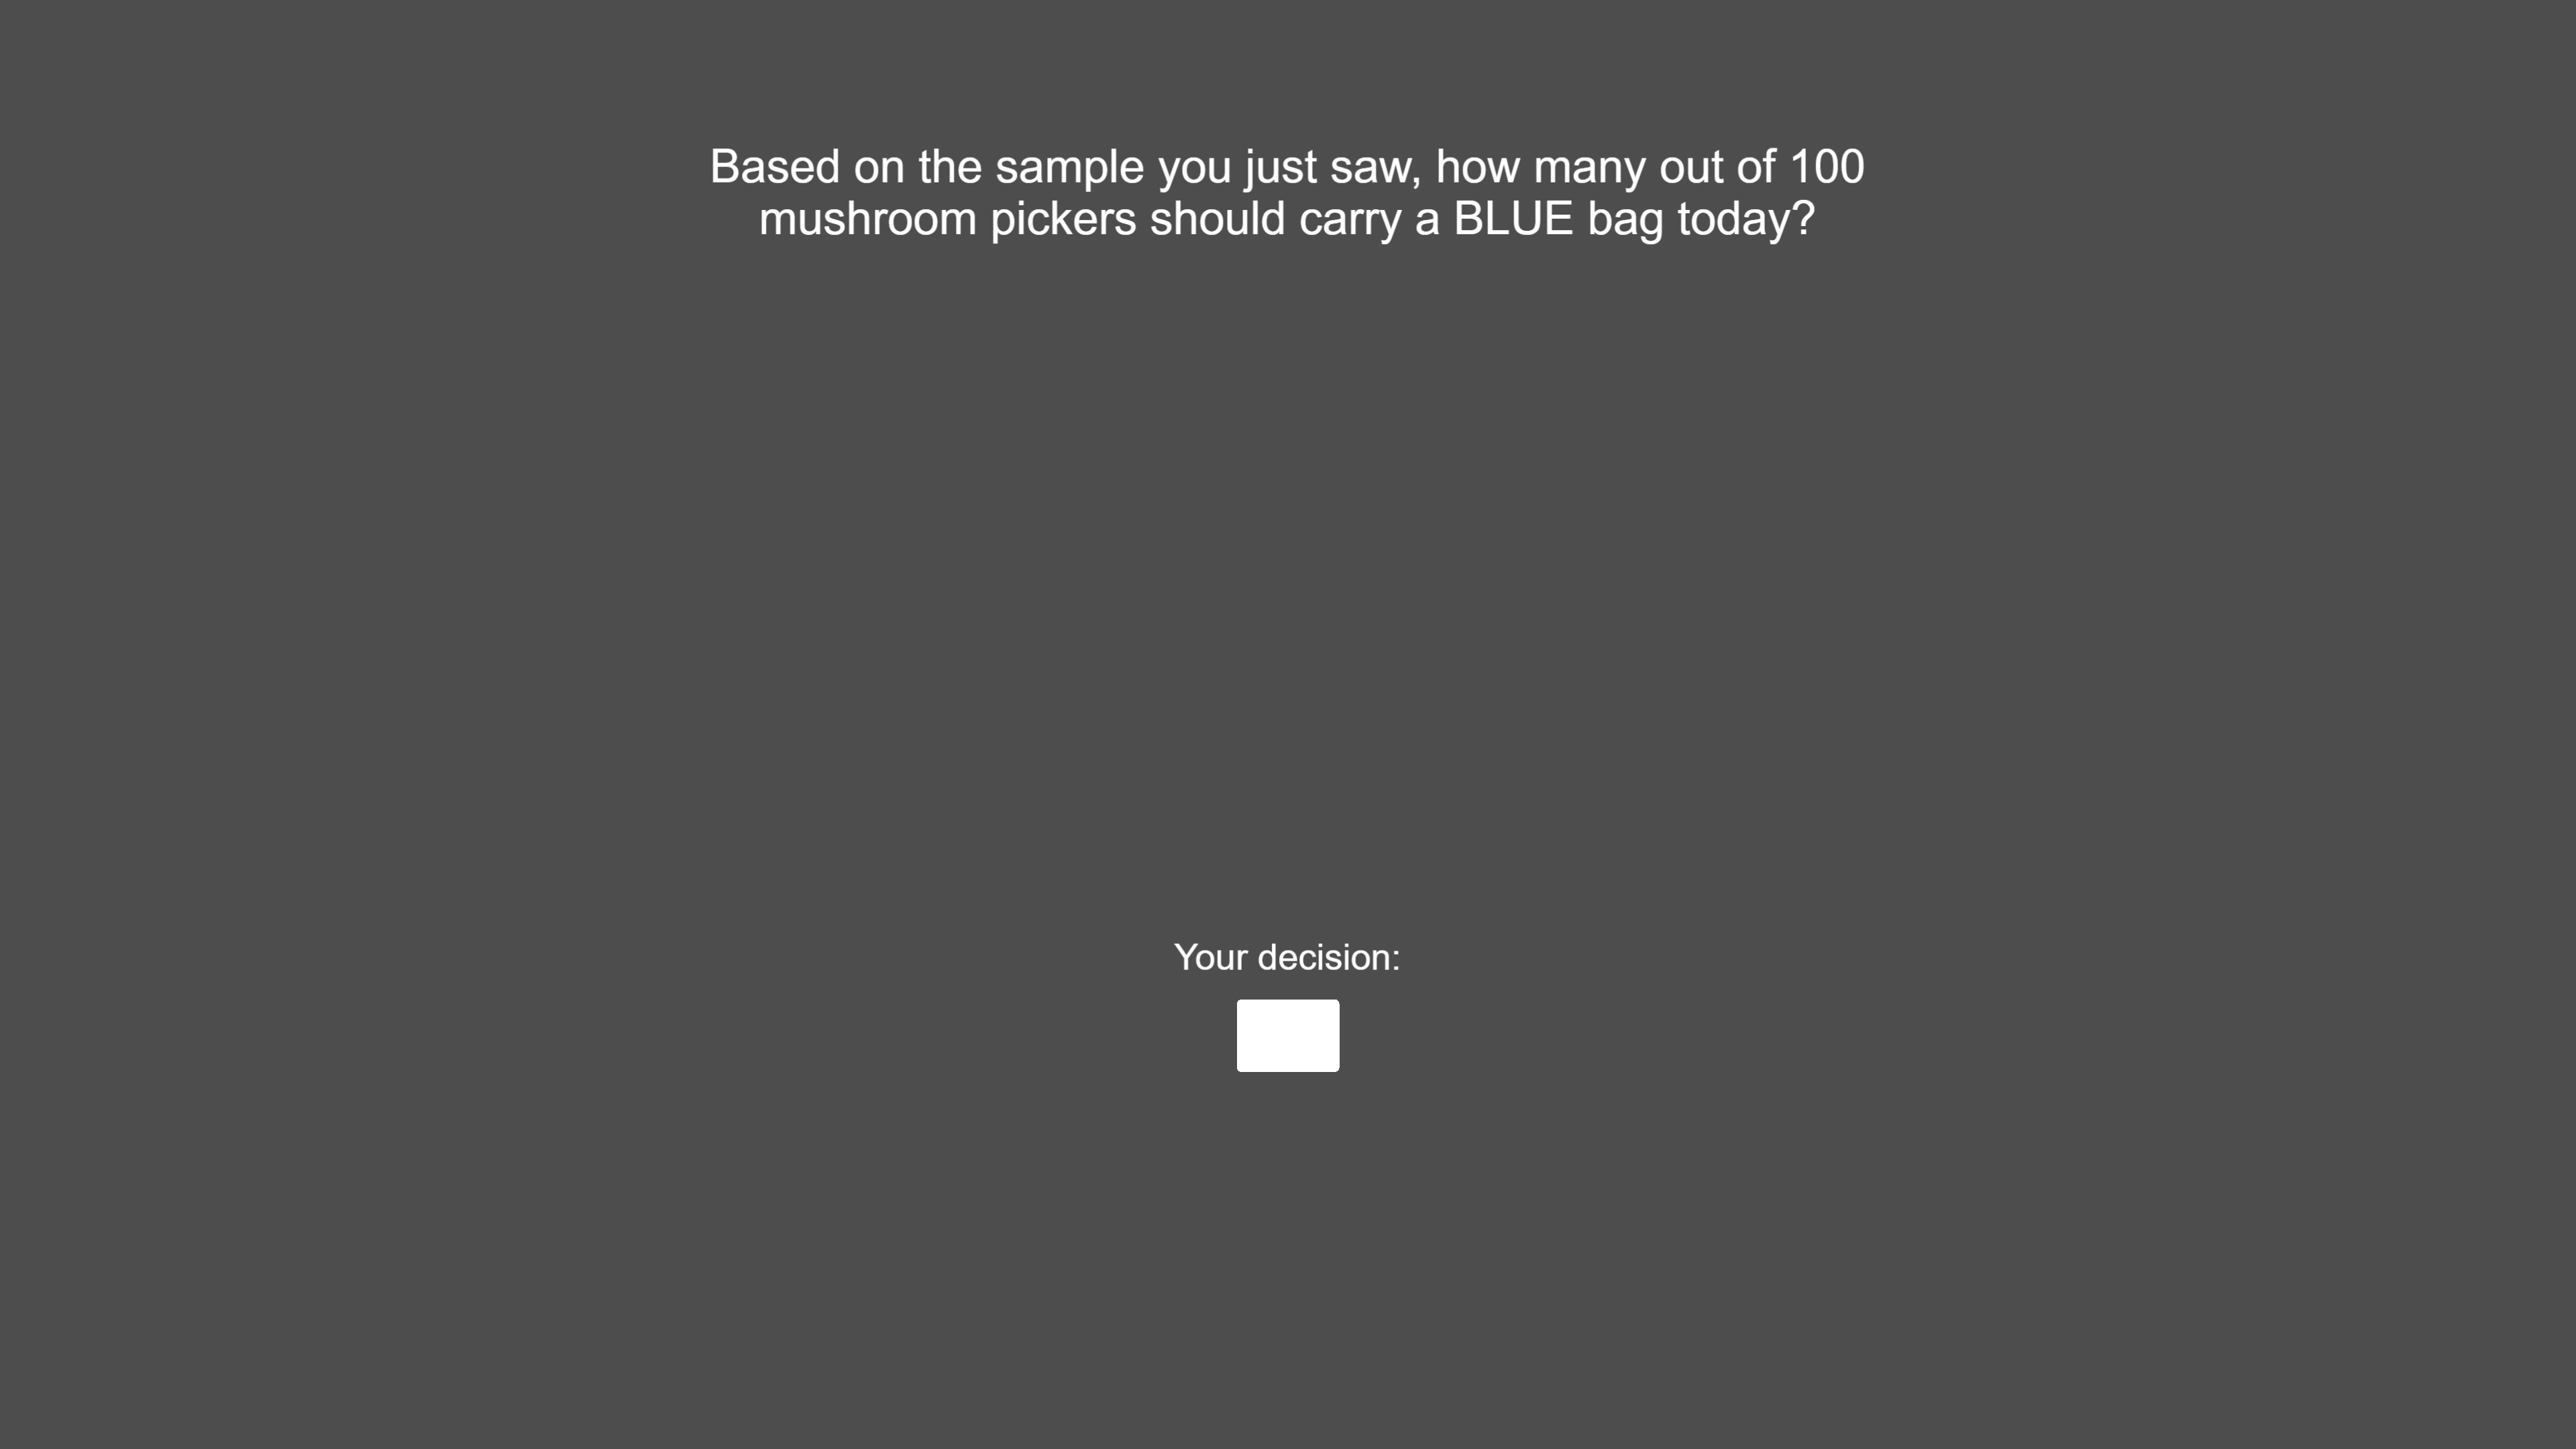 Based on the sample you just saw, how many out of 100
mushroom pickers should carry a BLUE bag today?
Your decision: